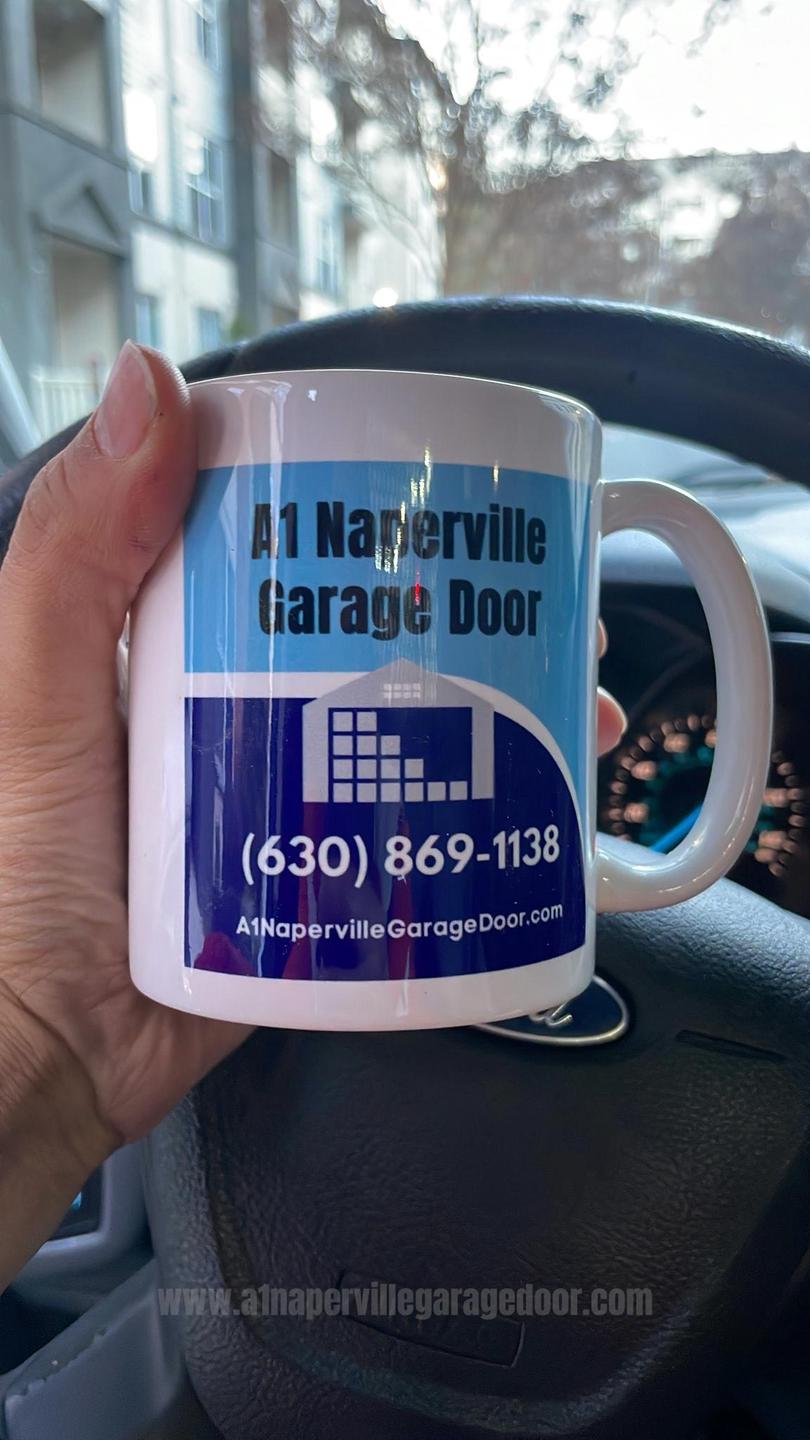 A1 Naperville
Garage Door
(630) 869-1138
A1NapervilleGarageDoor.com
www.a1napervillegaragedoor.com